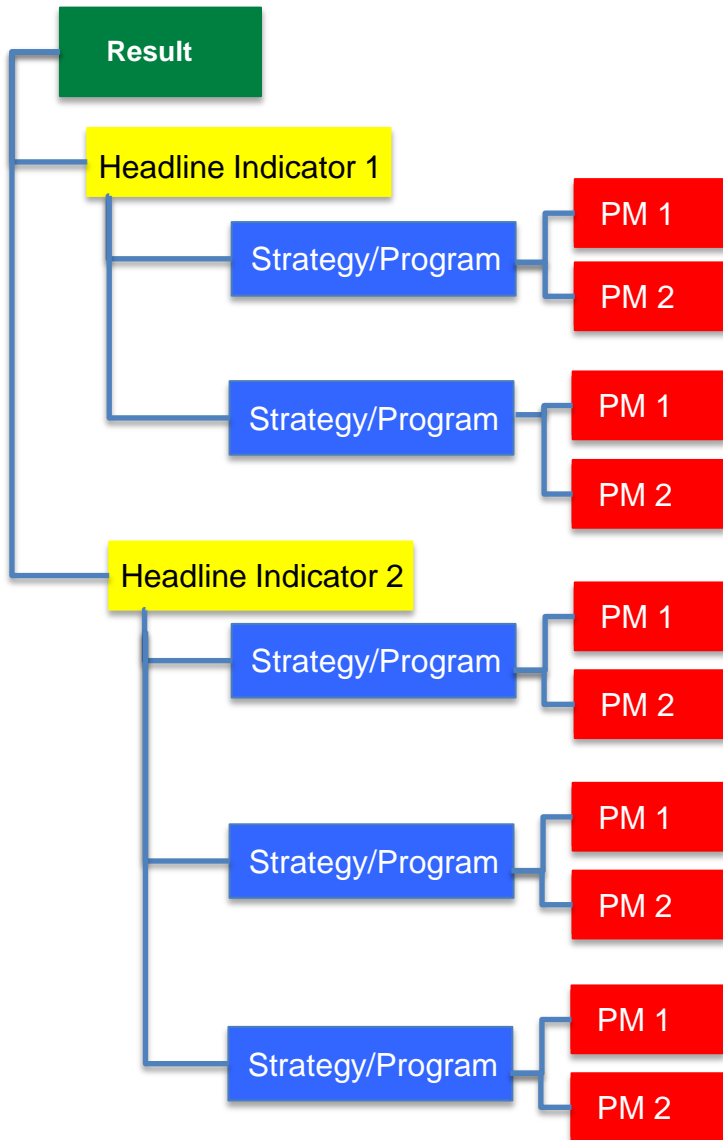 Result
Headline Indicator 1
Strategy/Program
PM 1
PM 2
Strategy/Program
PM 1
PM 2
Headline Indicator 2
Strategy/Program
PM 1
PM 2
Strategy/Program
PM 1
PM 2
Strategy/Program
PM 1
PM 2